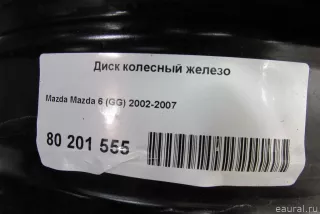 Диск колесный железо
Mazda Mazda 6 (GG) 2002-2007
80 201 555
© eaural.ru